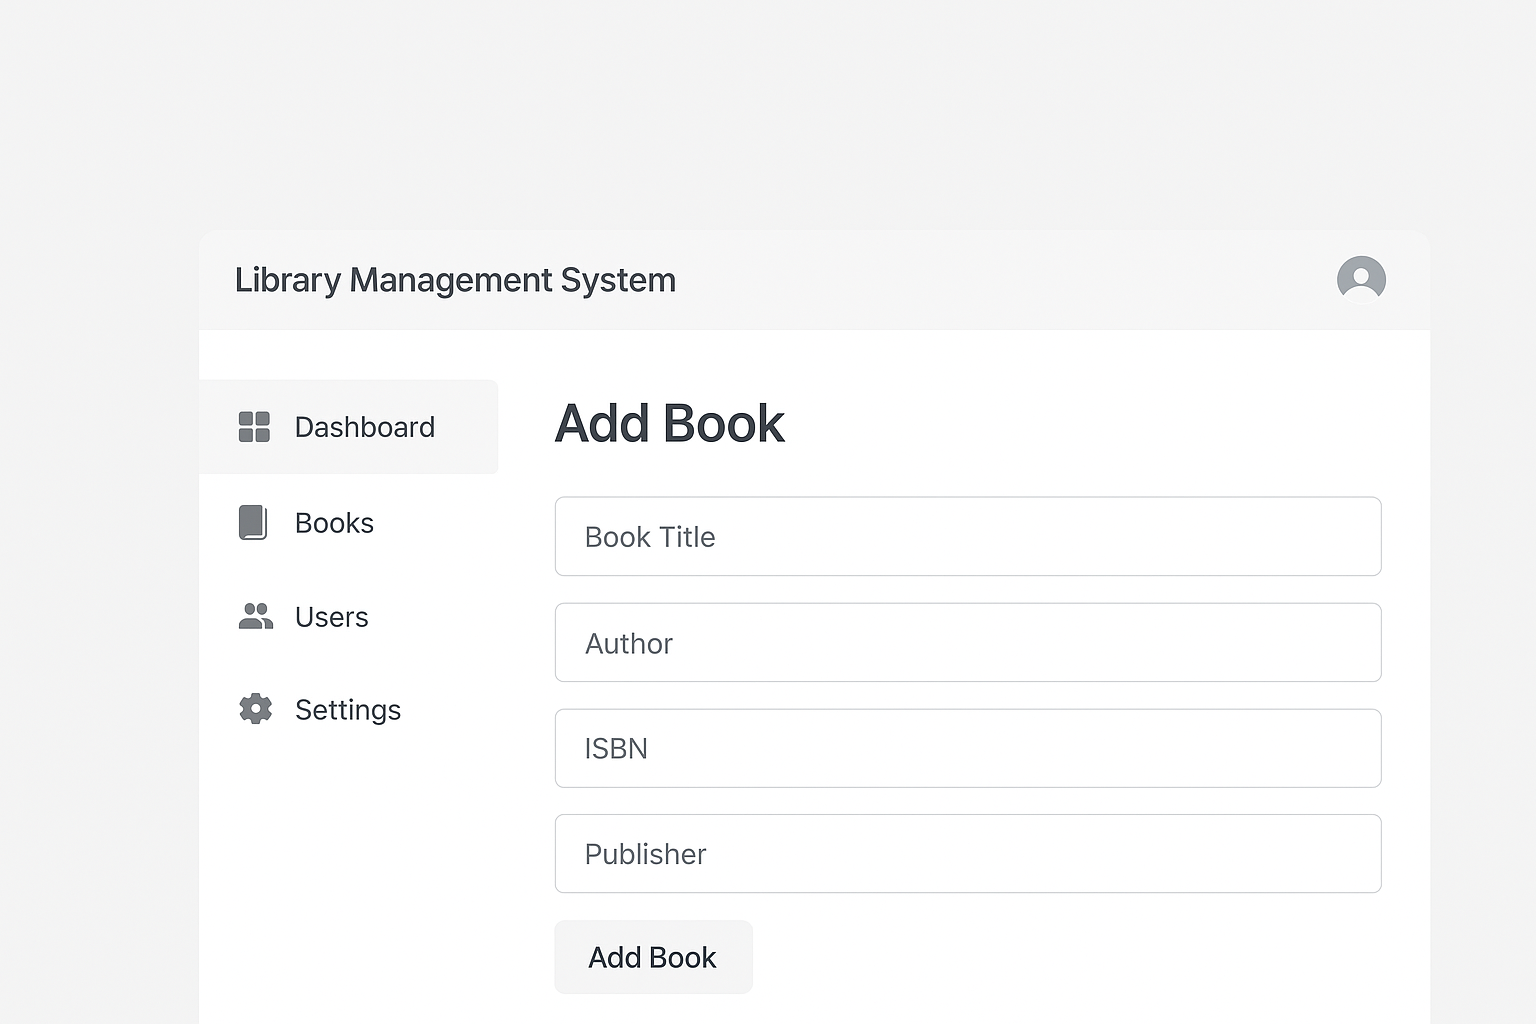 Library Management System
Dashboard
Books
Users
Settings
Add Book
Book Title
Author
ISBN
Publisher
Add Book